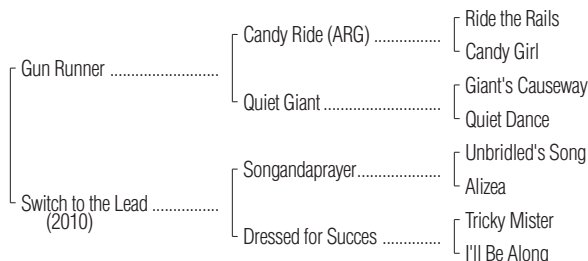 Ride the Rails
Candy Ride (ARG) ................
Candy Girl
Gun Runner ..........................
Giant's Causeway
Quiet Giant ............................
Quiet Dance
Unbridled's Song
Songandaprayer....................
Alizea
Switch to the Lead ................
(2010)
Tricky Mister
Dressed for Succes ..............
I'll Be Along